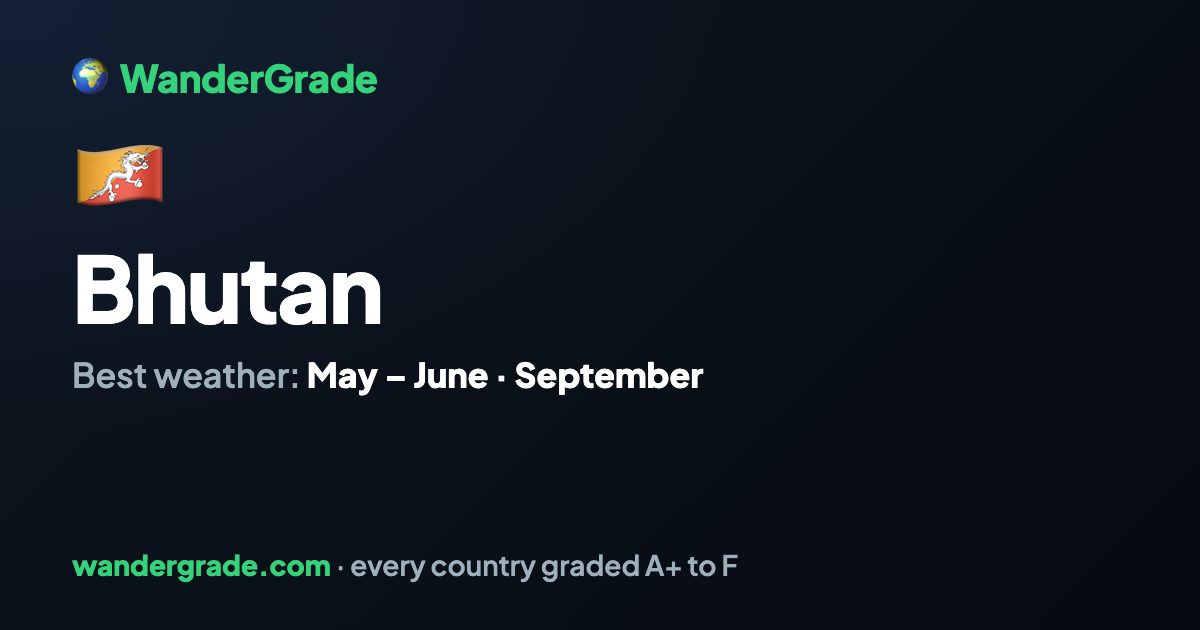 WanderGrade
Bhutan
Best weather: May – June · September
wandergrade.com · every country graded A+ to F